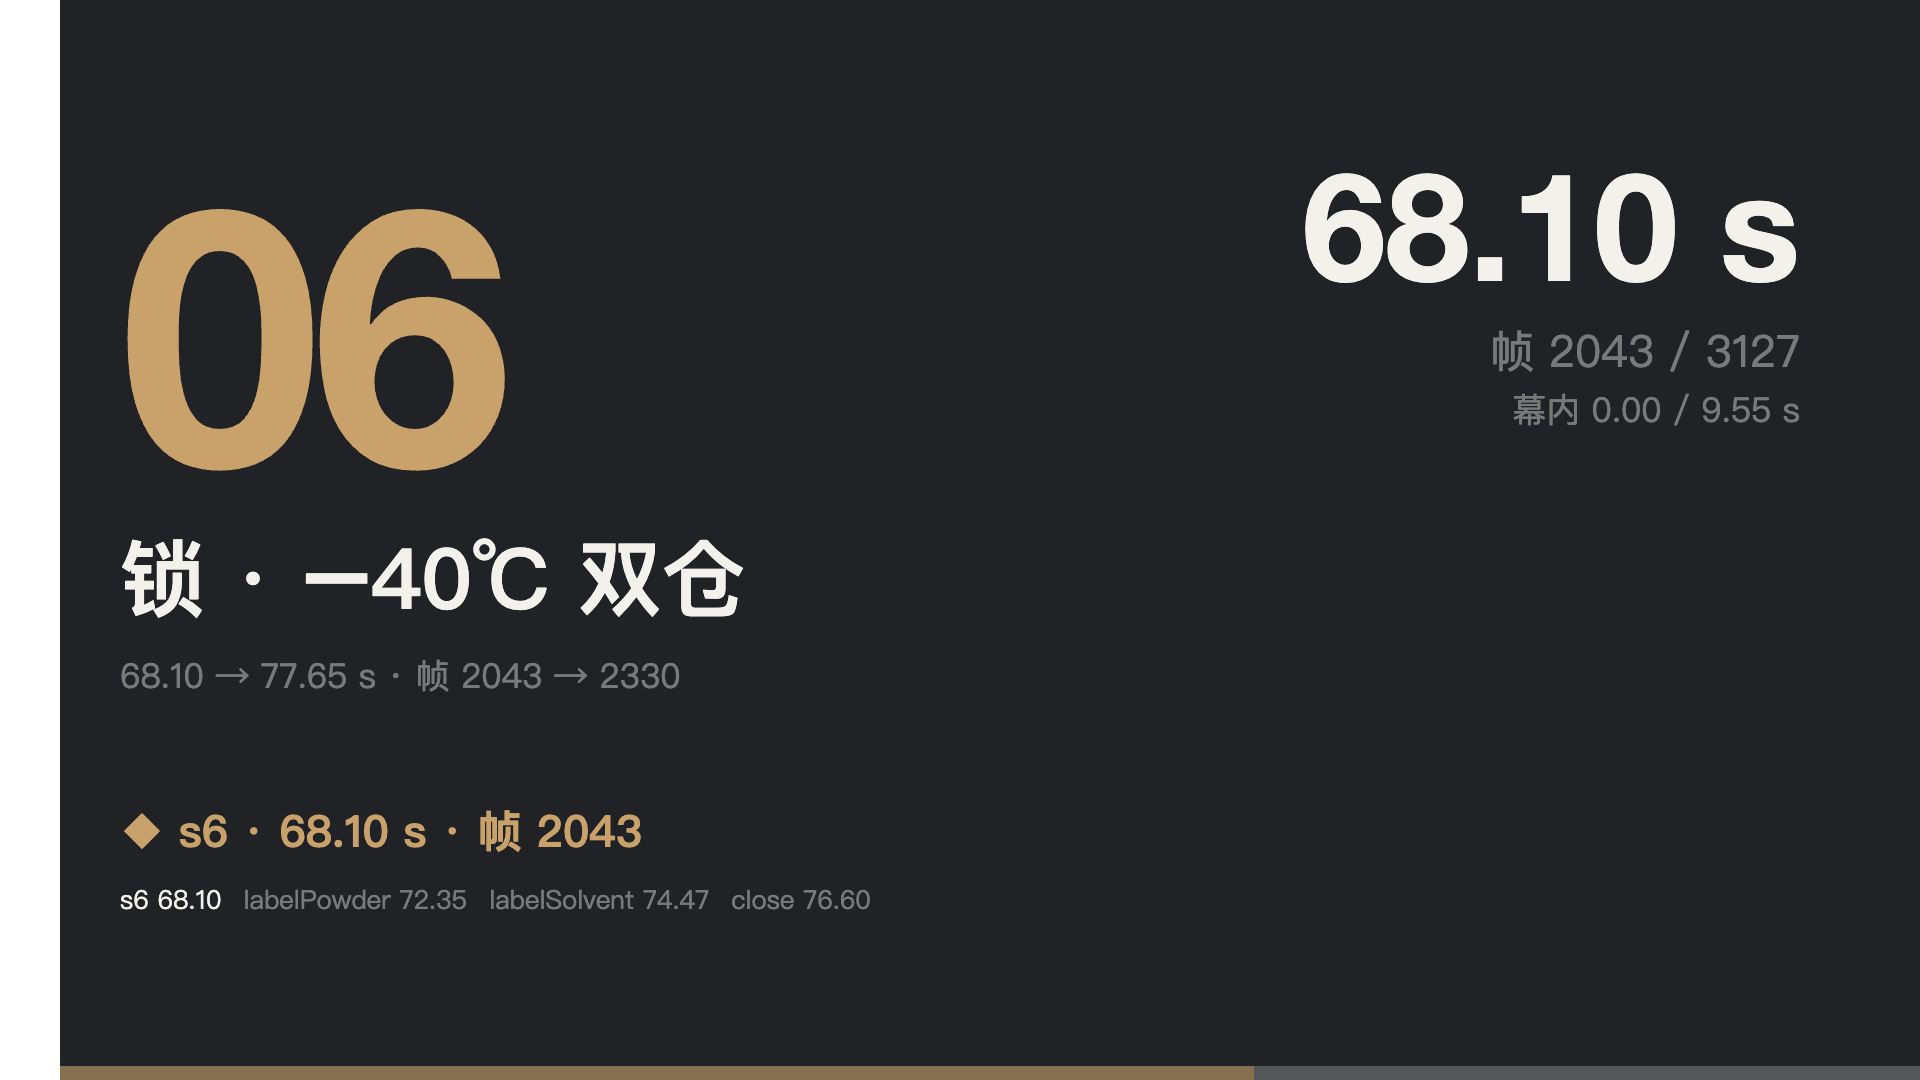 06
68.10 s
帧 2043 / 3127
幕内 0.00 / 9.55 s
锁 · —40℃ 双仓
68.10 → 77.65 s · 帧 2043 → 2330
◆ s6 · 68.10 s · 帧 2043
s6 68.10 labelPowder 72.35 labelSolvent 74.47 close 76.60